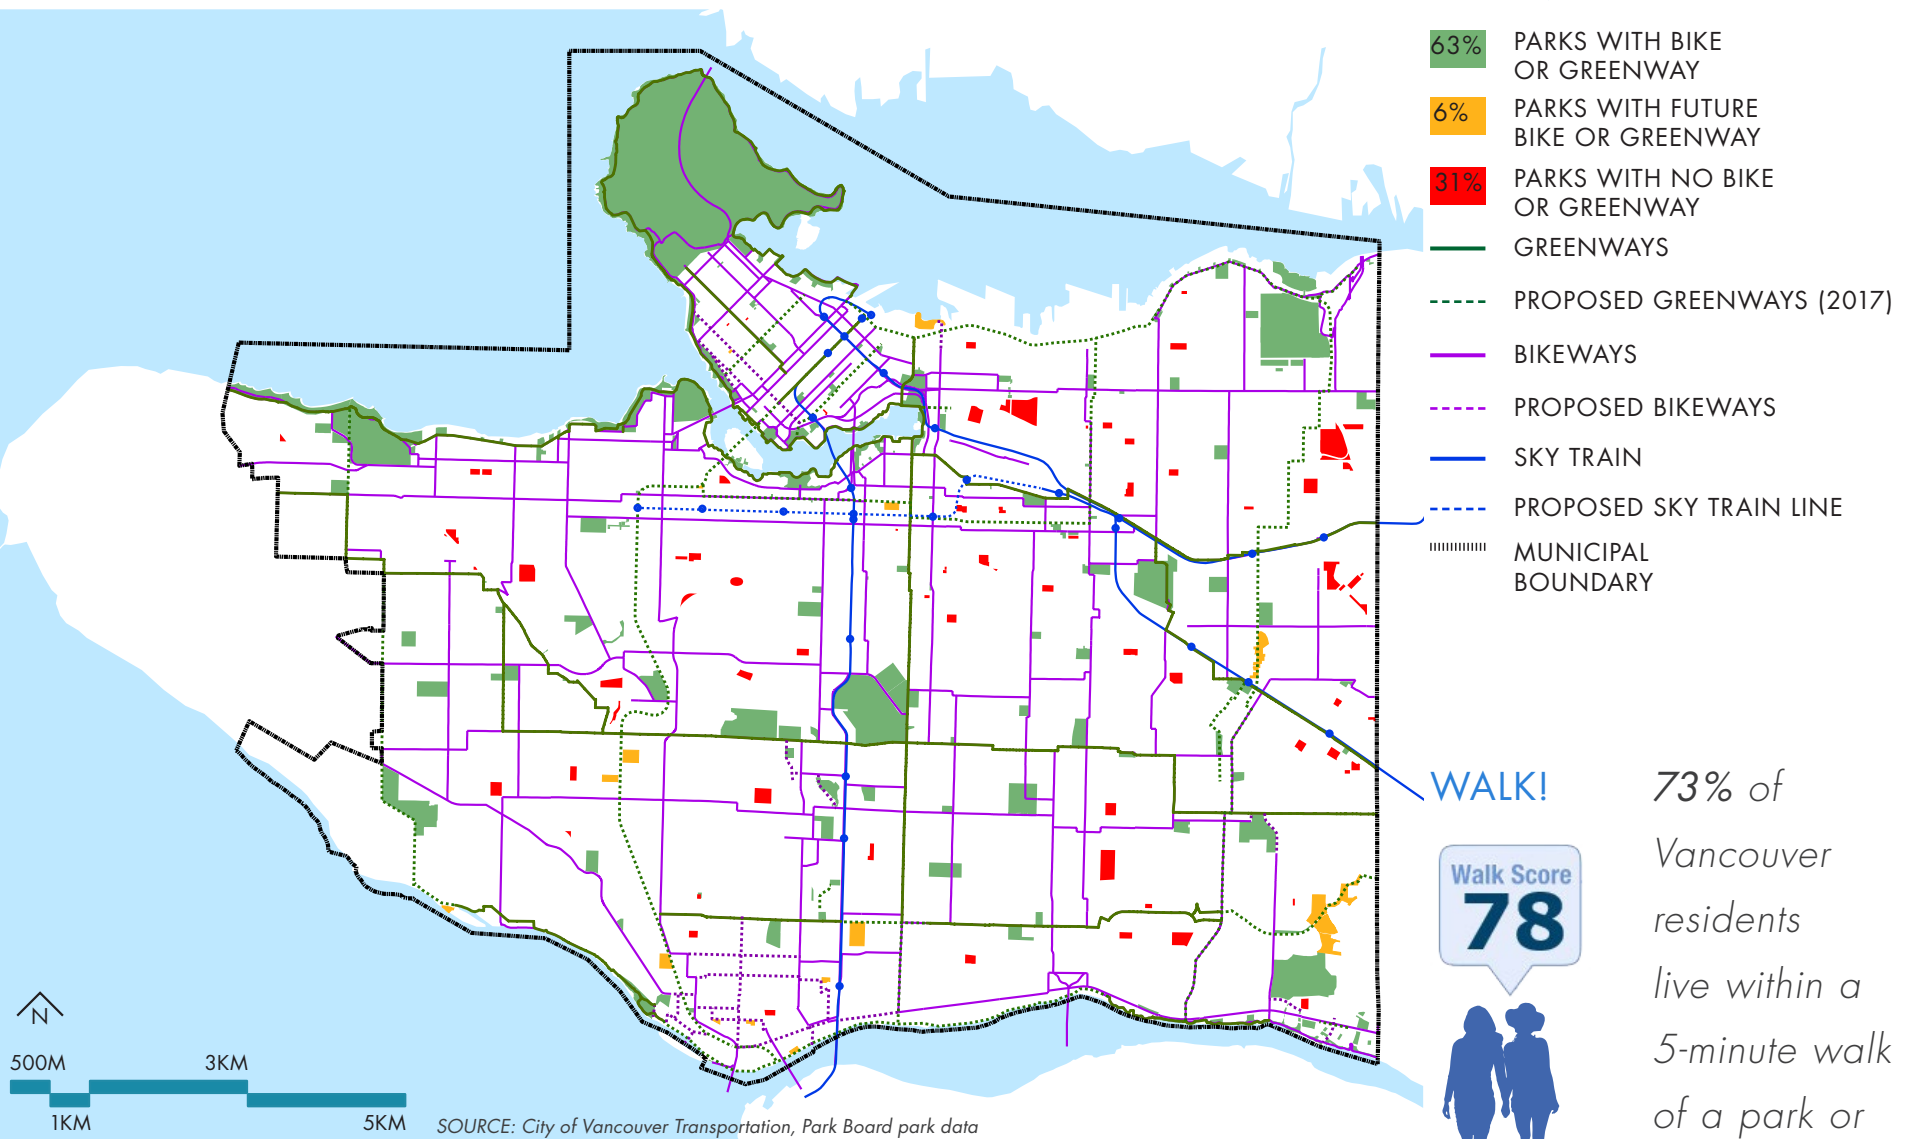 63%
PARKS WITH BIKE
OR GREENWAY
6%
PARKS WITH FUTURE
BIKE OR GREENWAY
31%
PARKS WITH NO BIKE
OR GREENWAY
GREENWAYS
PROPOSED GREENWAYS (2017)
BIKEWAYS
PROPOSED BIKEWAYS
SKY TRAIN
PROPOSED SKY TRAIN LINE
MUNICIPAL
BOUNDARY
WALK!
Walk Score
78
73% of
Vancouver
residents
live within a
5-minute walk
of a park or
N
500M
3KM
1KM
5KM
SOURCE: City of Vancouver Transportation, Park Board park data